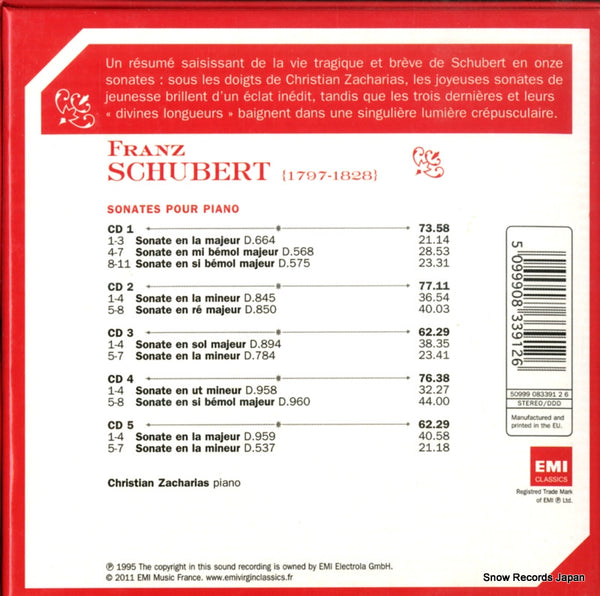 Un résumé saisissant de la vie tragique et brève de Schubert en onze
sonates : sous les doigts de Christian Zacharias, les joyeuses sonates de
jeunesse brillent d'un éclat inédit, tandis que les trois dernières et leurs
« divines longueurs » baignent dans une singulière lumière crépusculaire.
FRANZ
SCHUBERT {1797-1828}
SONATES POUR PIANO
CD 1 73.58
1-3 Sonate en la majeur D.664 21.14
4-7 Sonate en mi bémol majeur D.568 28.53
8-11 Sonate en si bémol majeur D.575 23.31
CD 2 77.11
1-4 Sonate en la mineur D.845 36.54
5-8 Sonate en ré majeur D.850 40.03
CD 3 62.29
1-4 Sonate en sol majeur D.894 38.35
5-7 Sonate en la mineur D.784 23.41
CD 4 76.38
1-4 Sonate en ut mineur D.958 32.27
5-8 Sonate en si bémol majeur D.960 44.00
CD 5 62.29
1-4 Sonate en la majeur D.959 40.58
5-7 Sonate en la mineur D.537 21.18
Christian Zacharias piano
℗ 1995 The copyright in this sound recording is owned by EMI Electrola GmbH.
© 2011 EMI Music France. www.emivirginclassics.fr
5 099908 339126
50999 083391 2 6
STEREO/DDD
Manufactured and
printed in the EU.
EMI
CLASSICS
Registred Trade Mark
of EMI ℗ Ltd.
Snow Records Japan